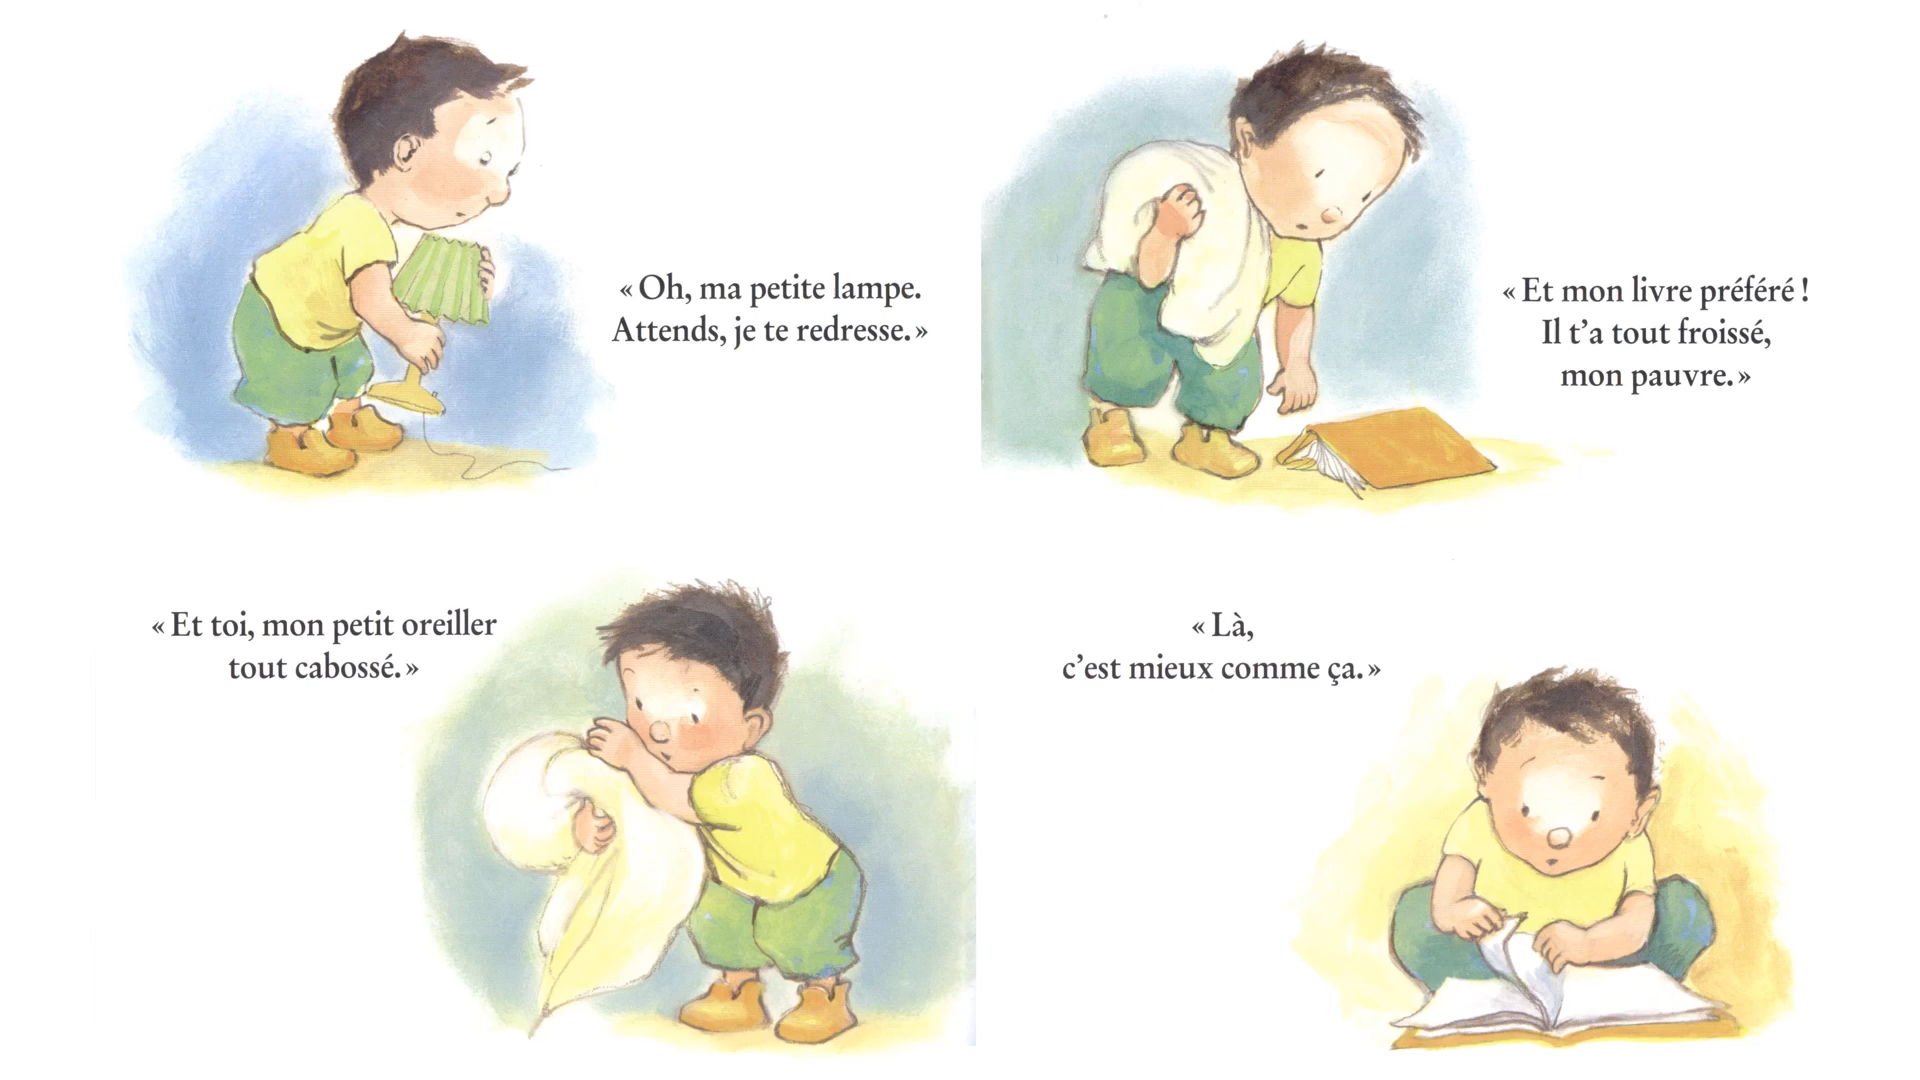 « Oh, ma petite lampe.
Attends, je te redresse. »
« Et toi, mon petit oreiller
tout cabossé. »
« Et mon livre préféré !
Il t’a tout froissé,
mon pauvre. »
« Là,
c’est mieux comme ça. »